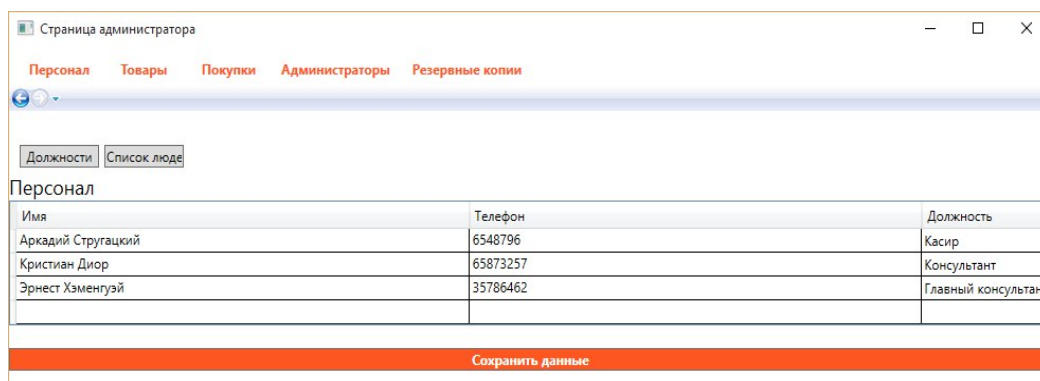 Страница администратора
Персонал Товары Покупки Администраторы Резервные копии
Должности Список люде
Персонал
Имя Телефон Должность
Аркадий Стругацкий 6548796 Касир
Кристиан Диор 65873257 Консультант
Эрнест Хэменгуэй 35786462 Главный консультан
Сохранить данные